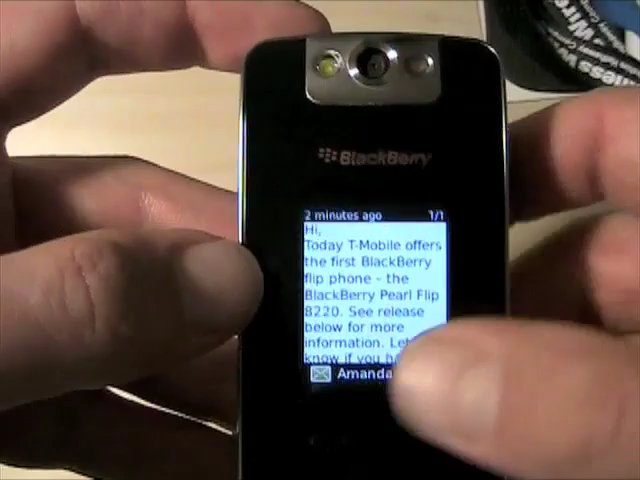 BlackBerry
2 minutes ago 1/1
Hi,
Today T-Mobile offers
the first BlackBerry
flip phone - the
BlackBerry Pearl Flip
8220. See release
below for more
information. Let
know if you
Amanda